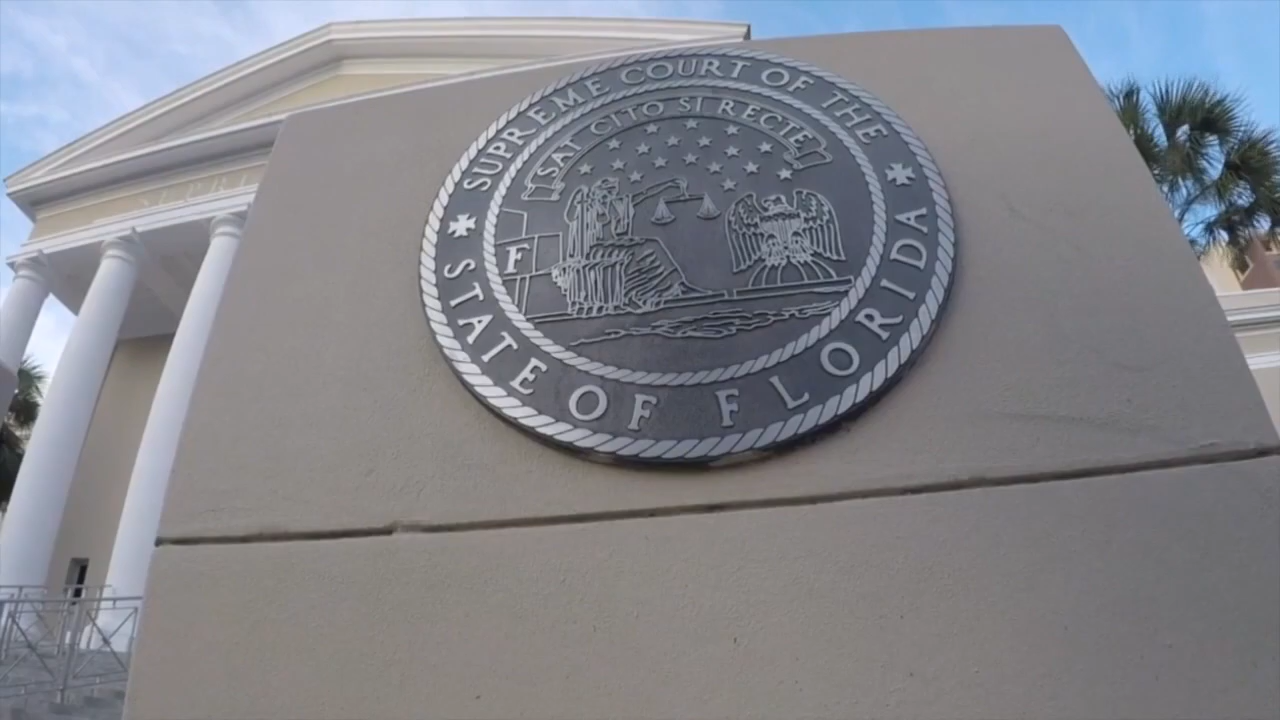 SUPREME COURT OF THE
SAT CITO SI RECTE
F
STATE OF FLORIDA